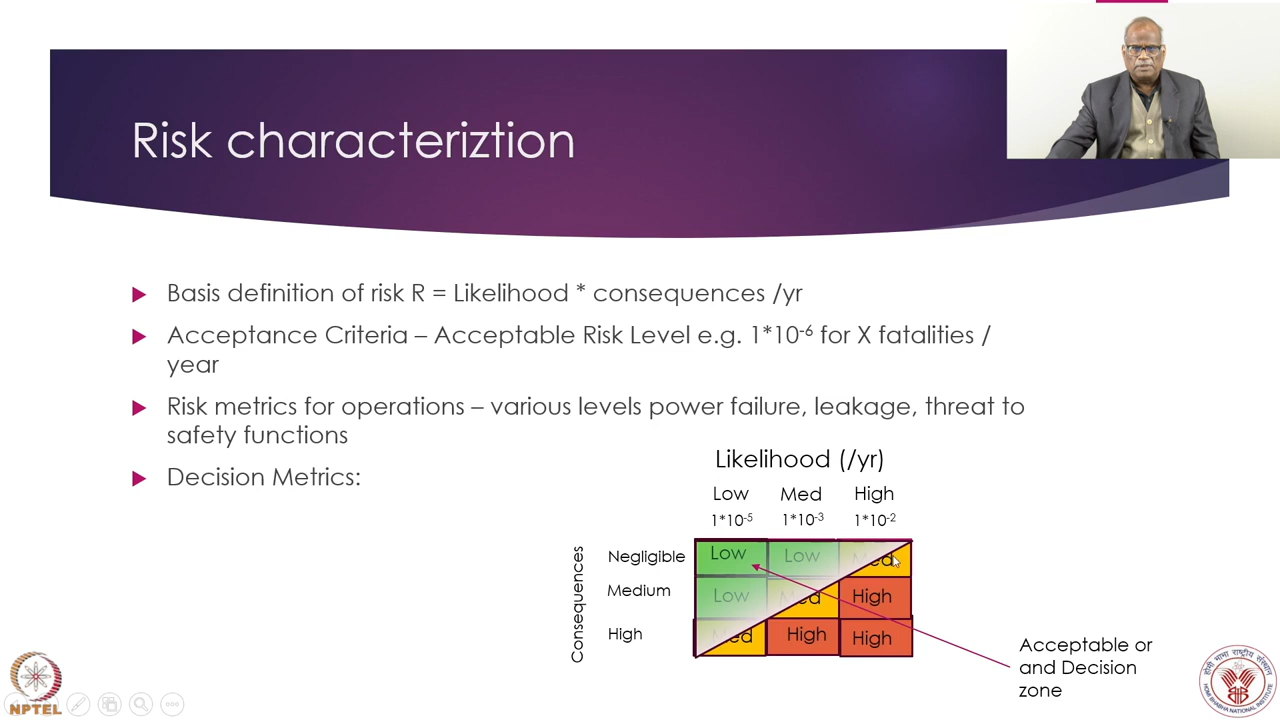 Risk characteriztion
Basis definition of risk R = Likelihood * consequences /yr
Acceptance Criteria – Acceptable Risk Level e.g. 1*10⁻⁶ for X fatalities /
year
Risk metrics for operations – various levels power failure, leakage, threat to
safety functions
Decision Metrics:
Likelihood (/yr)
Low Med High
1*10⁻⁵ 1*10⁻³ 1*10⁻²
Consequences
Negligible Low Low Med
Medium Low Med High
High Med High High
Acceptable or
and Decision
zone
NPTEL